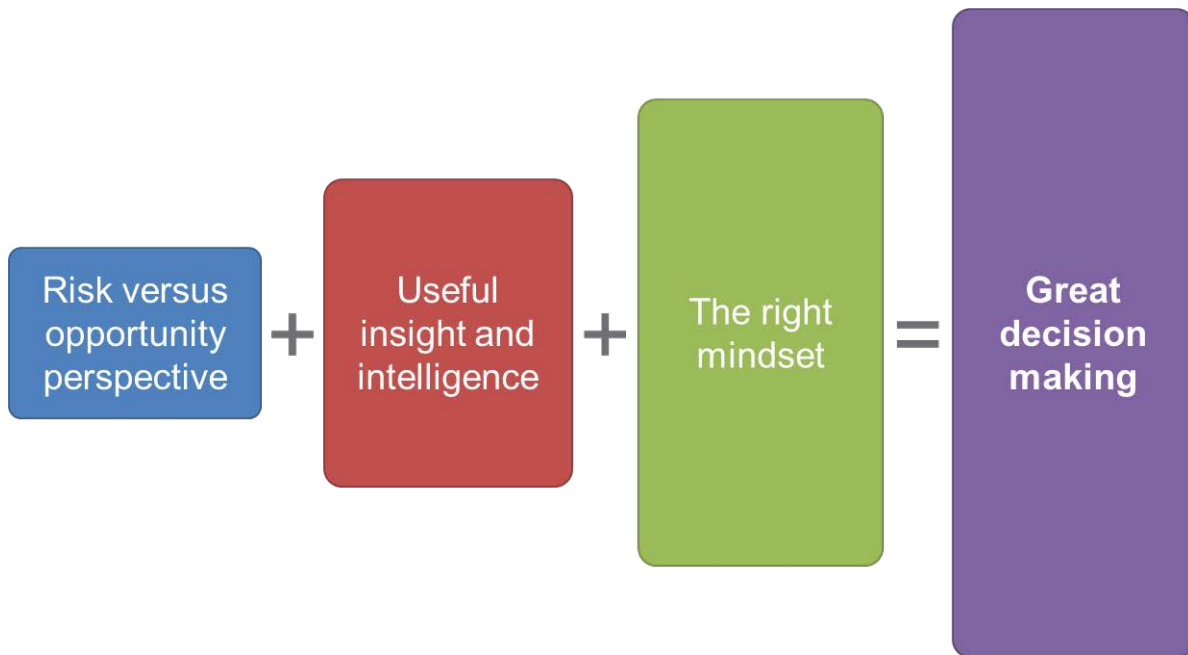 Risk versus
opportunity
perspective
+
Useful
insight and
intelligence
+
The right
mindset
=
Great
decision
making